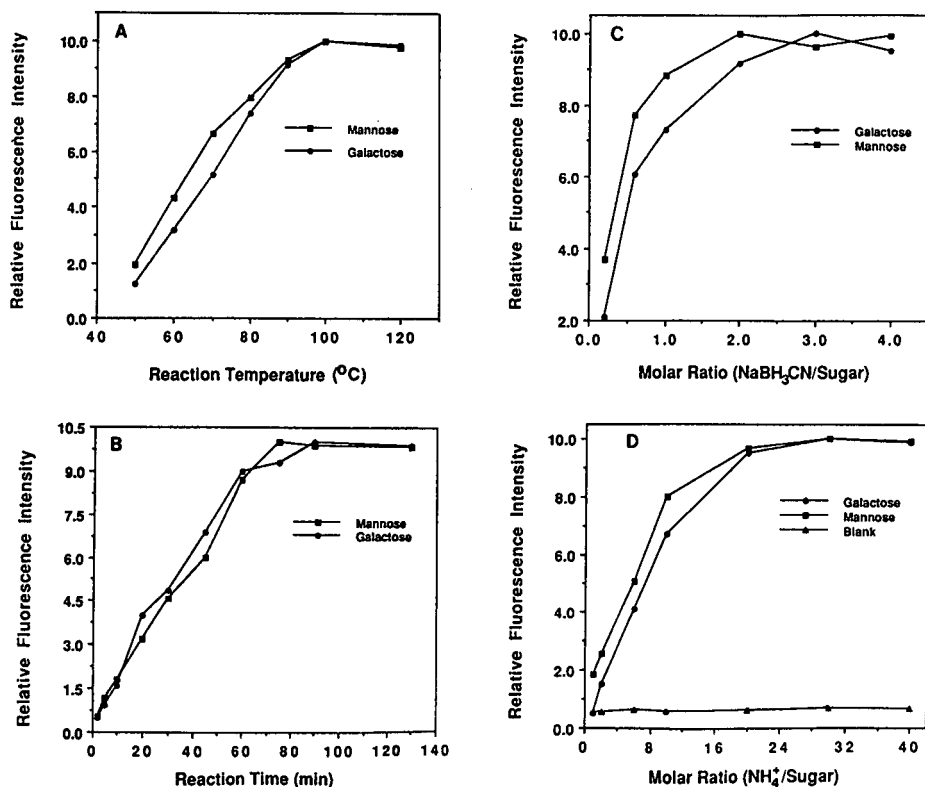 A
Relative Fluorescence Intensity
10.0
8.0
6.0
4.0
2.0
0.0
40 60 80 100 120
Reaction Temperature (°C)
Mannose
Galactose
C
Relative Fluorescence Intensity
10.0
8.0
6.0
4.0
2.0
0.0 1.0 2.0 3.0 4.0
Molar Ratio (NaBH₃CN/Sugar)
Galactose
Mannose
B
Relative Fluorescence Intensity
10.5
9.0
7.5
6.0
4.5
3.0
1.5
0.0
0 20 40 60 80 100 120 140
Reaction Time (min)
Mannose
Galactose
D
Relative Fluorescence Intensity
10.0
8.0
6.0
4.0
2.0
0.0
0 8 16 24 32 40
Molar Ratio (NH₄⁺/Sugar)
Galactose
Mannose
Blank